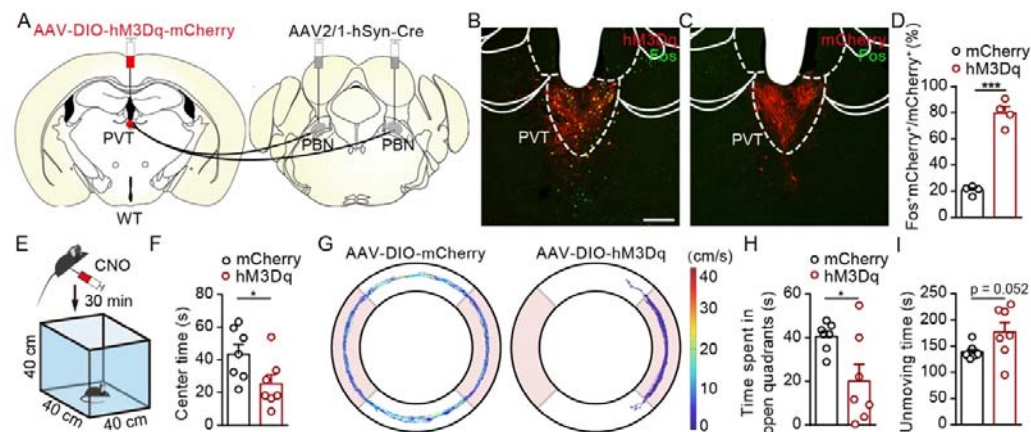 A
AAV-DIO-hM3Dq-mCherry
AAV2/1-hSyn-Cre
PVT
PBN
PBN
WT
B
hM3Dq
Fos
PVT
C
mCherry
Fos
PVT
D
mCherry
hM3Dq
Fos⁺mCherry⁺/mCherry⁺ (%)
100
80
60
40
20
0
***
E
CNO
30 min
40 cm
40 cm
40 cm
F
mCherry
hM3Dq
Center time (s)
80
60
40
20
0
*
G
AAV-DIO-mCherry
AAV-DIO-hM3Dq
(cm/s)
40
30
20
10
0
H
mCherry
hM3Dq
Time spent in
open quadrants (s)
60
40
20
0
*
I
Unmoving time (s)
250
200
150
100
50
0
p = 0.052